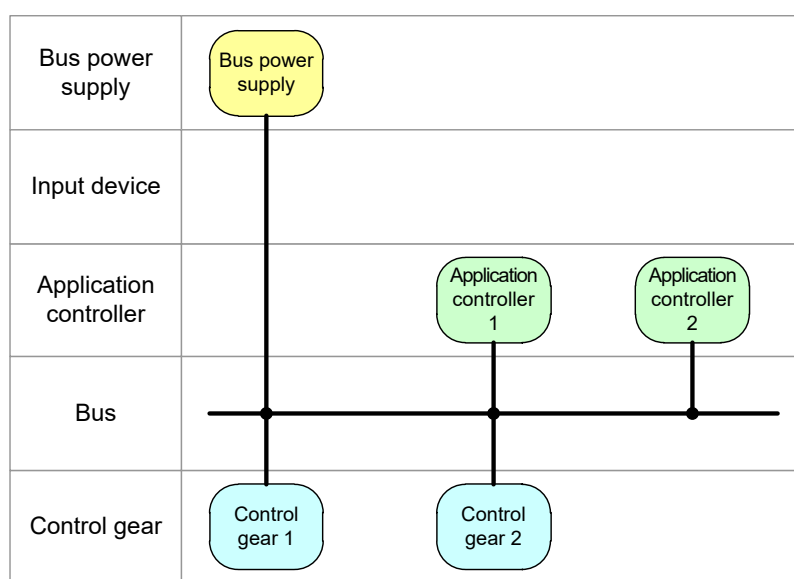 Bus power
supply
Bus power
supply
Input device
Application
controller
Application
controller
1
Application
controller
2
Bus
Control gear
Control
gear 1
Control
gear 2